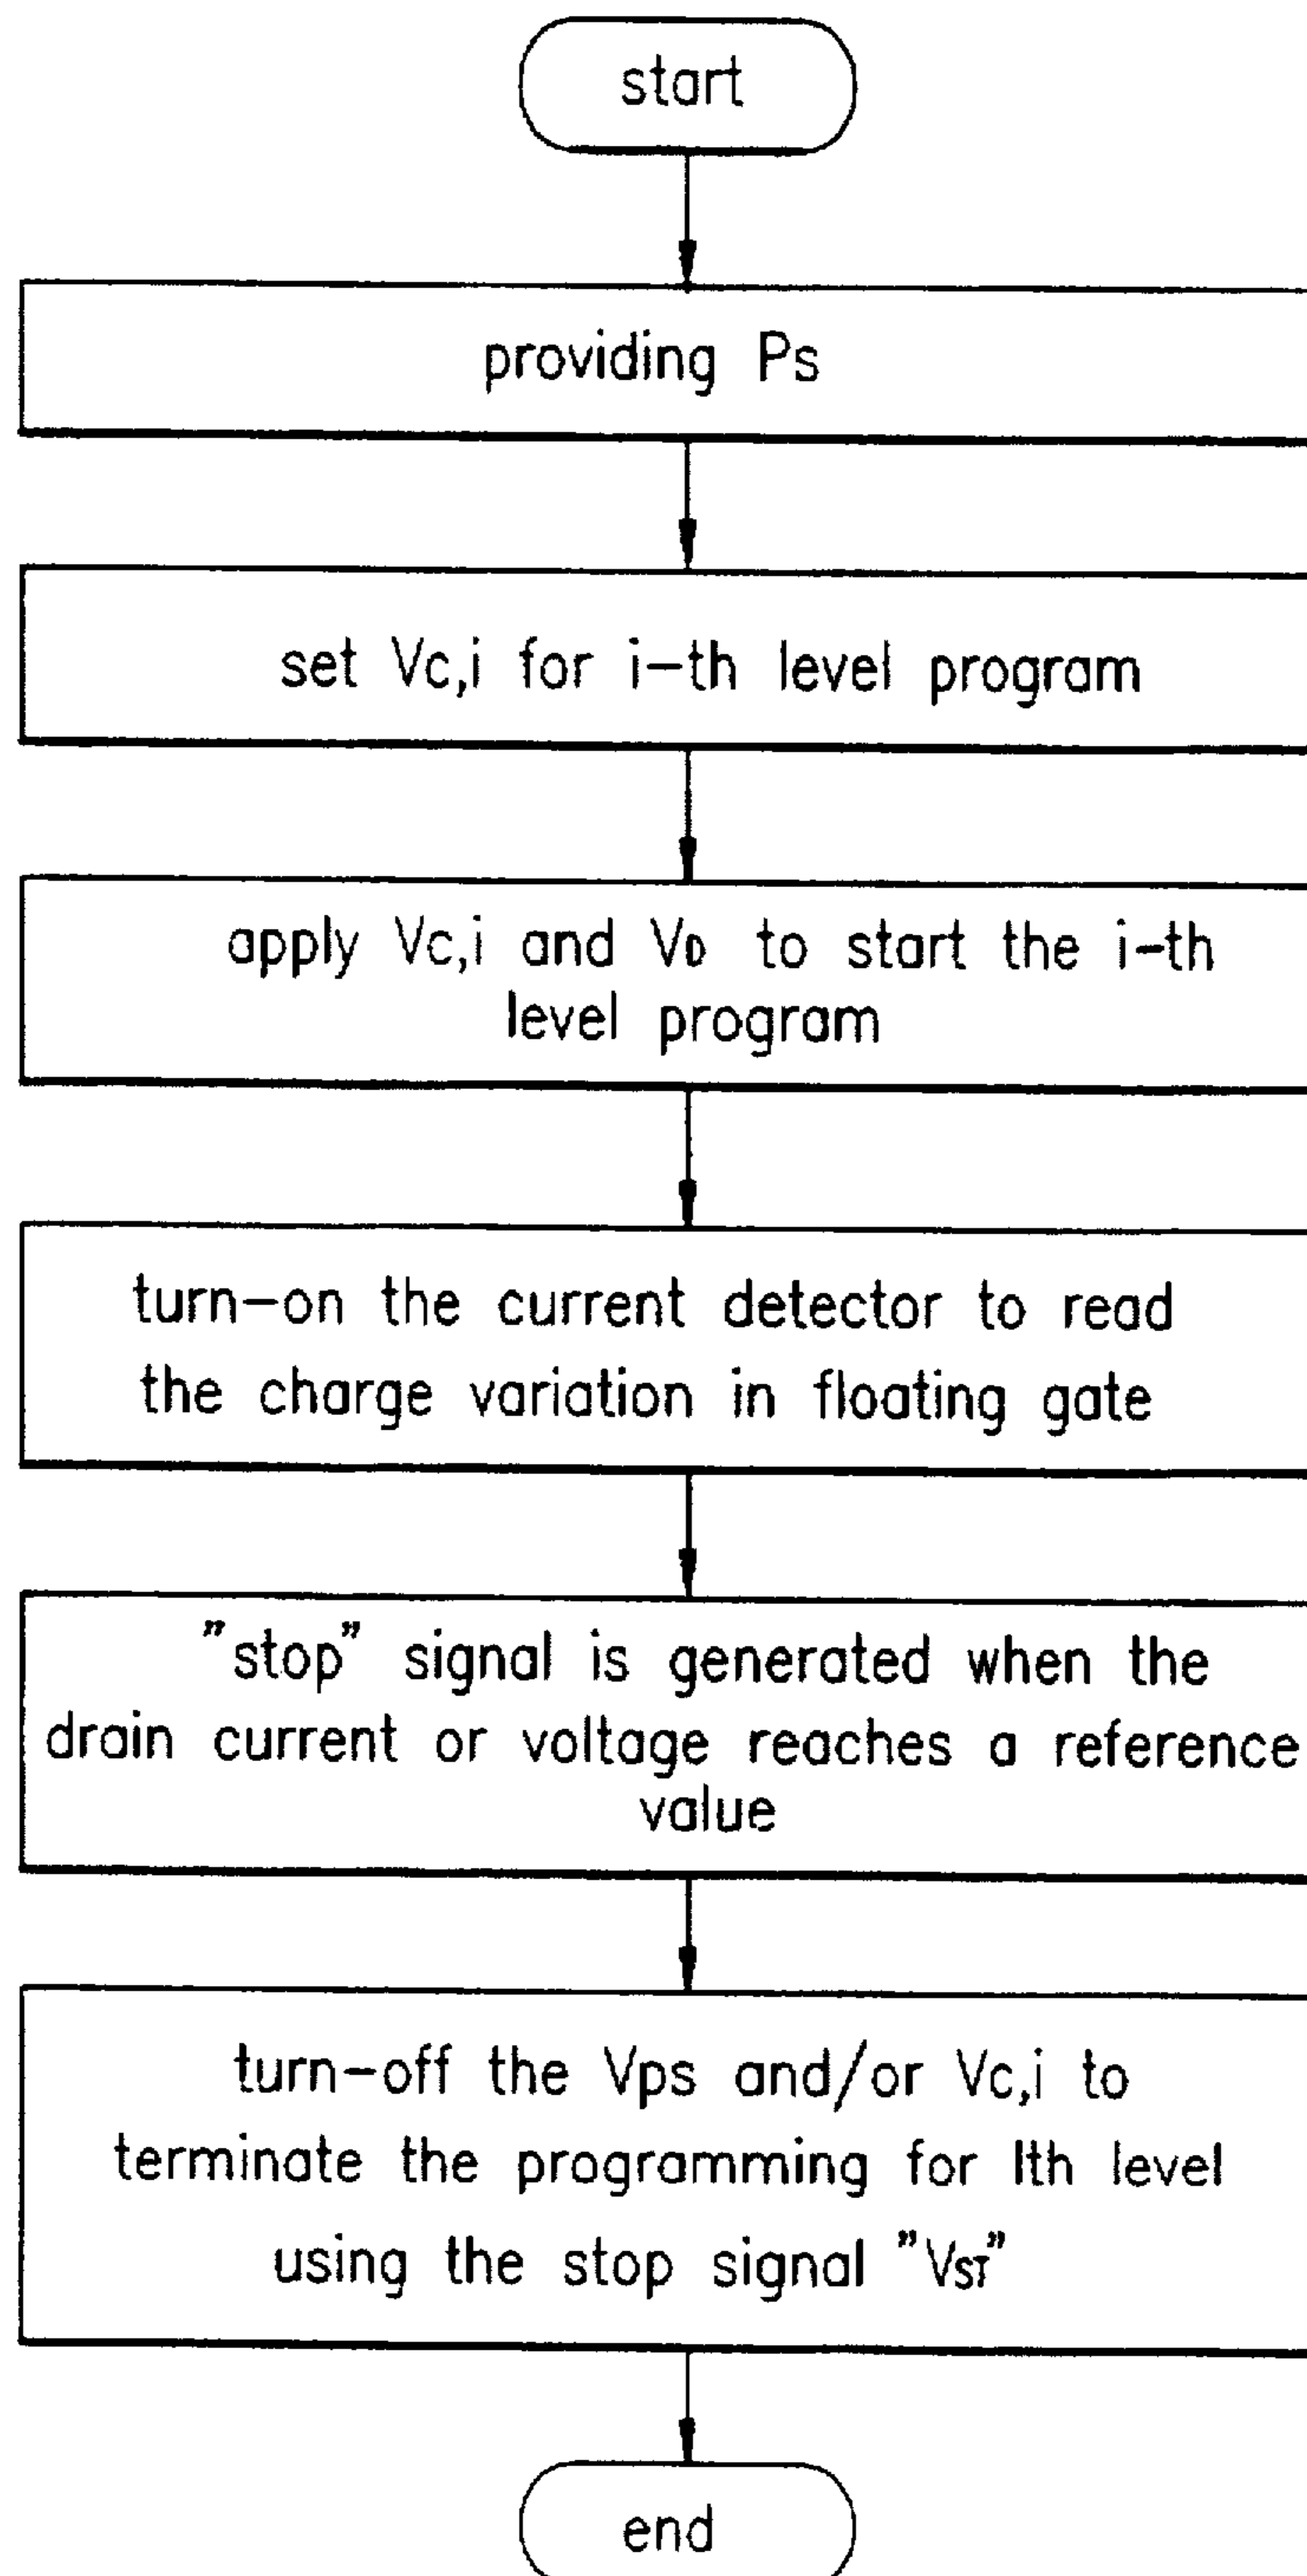 start
providing Ps
set Vc,i for i-th level program
apply Vc,i and VD to start the i-th
level program
turn-on the current detector to read
the charge variation in floating gate
"stop" signal is generated when the
drain current or voltage reaches a reference
value
turn-off the Vps and/or Vc,i to
terminate the programming for Ith level
using the stop signal "VST"
end